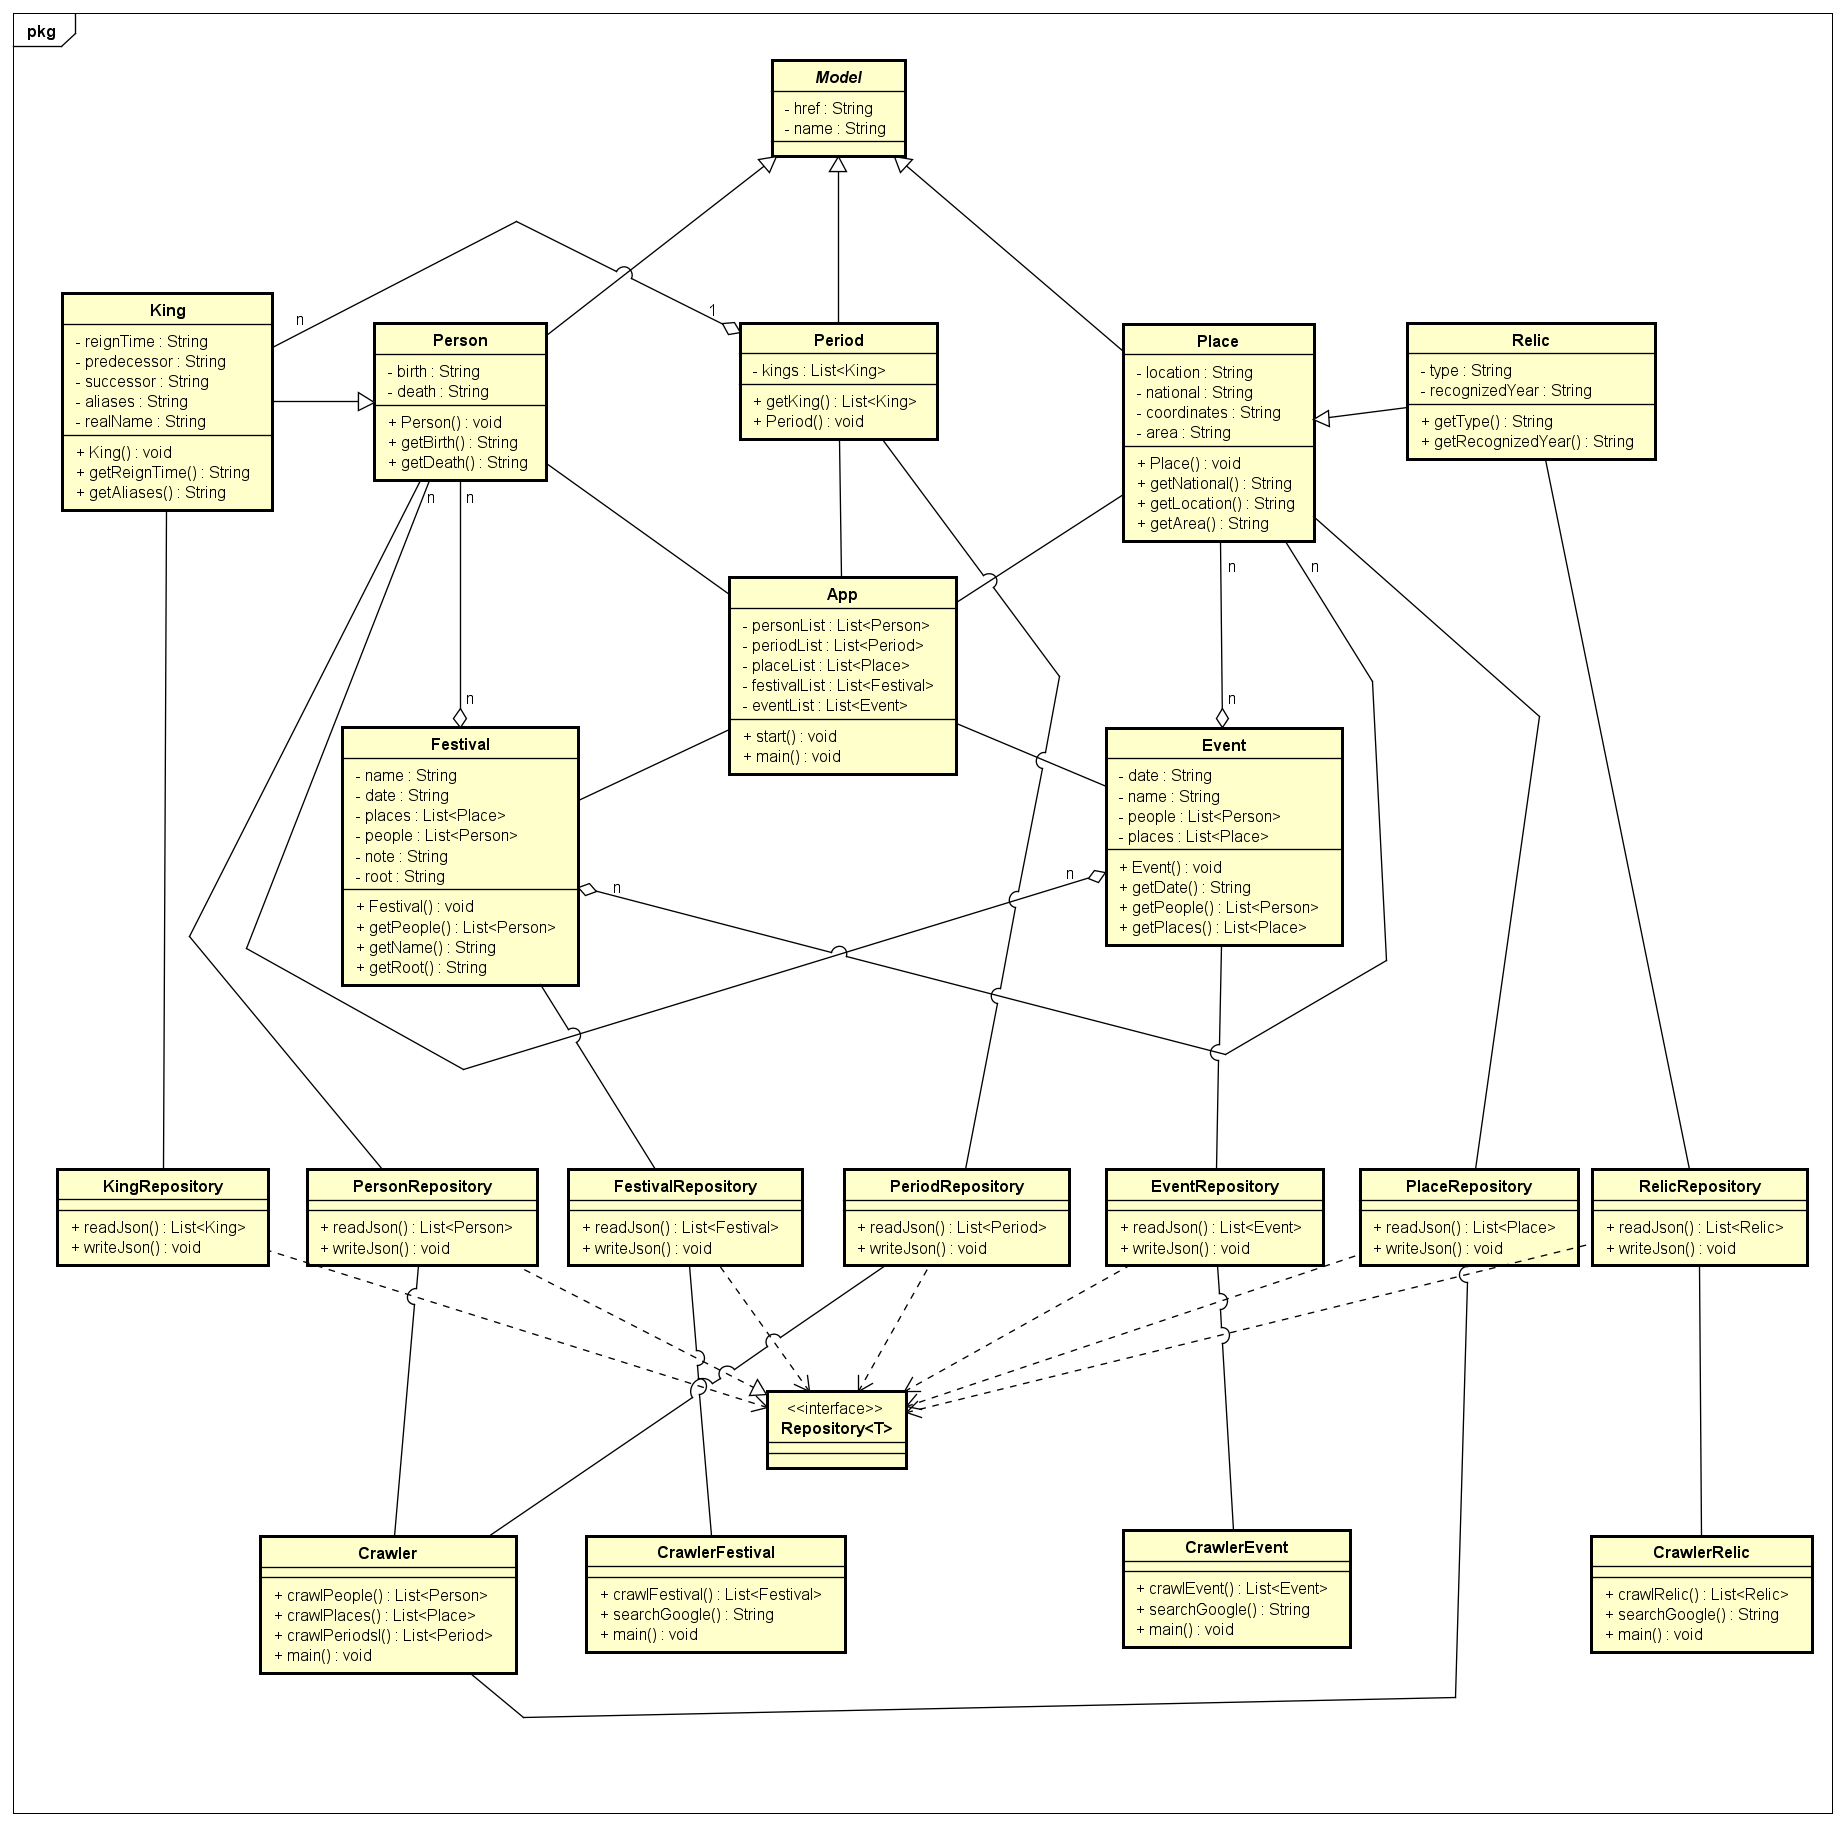 pkg
Model
- href : String
- name : String
King
- reignTime : String
- predecessor : String
- successor : String
- aliases : String
- realName : String
+ King() : void
+ getReignTime() : String
+ getAliases() : String
n
1
Person
- birth : String
- death : String
+ Person() : void
+ getBirth() : String
+ getDeath() : String
n
n
Period
- kings : List<King>
+ getKing() : List<King>
+ Period() : void
Place
- location : String
- national : String
- coordinates : String
- area : String
+ Place() : void
+ getNational() : String
+ getLocation() : String
+ getArea() : String
n
n
Relic
- type : String
- recognizedYear : String
+ getType() : String
+ getRecognizedYear() : String
App
- personList : List<Person>
- periodList : List<Period>
- placeList : List<Place>
- festivalList : List<Festival>
- eventList : List<Event>
+ start() : void
+ main() : void
n
Festival
- name : String
- date : String
- places : List<Place>
- people : List<Person>
- note : String
- root : String
+ Festival() : void
+ getPeople() : List<Person>
+ getName() : String
+ getRoot() : String
n
n
n
Event
- date : String
- name : String
- people : List<Person>
- places : List<Place>
+ Event() : void
+ getDate() : String
+ getPeople() : List<Person>
+ getPlaces() : List<Place>
KingRepository
+ readJson() : List<King>
+ writeJson() : void
PersonRepository
+ readJson() : List<Person>
+ writeJson() : void
FestivalRepository
+ readJson() : List<Festival>
+ writeJson() : void
PeriodRepository
+ readJson() : List<Period>
+ writeJson() : void
EventRepository
+ readJson() : List<Event>
+ writeJson() : void
PlaceRepository
+ readJson() : List<Place>
+ writeJson() : void
RelicRepository
+ readJson() : List<Relic>
+ writeJson() : void
<<interface>>
Repository<T>
Crawler
+ crawlPeople() : List<Person>
+ crawlPlaces() : List<Place>
+ crawlPeriodsl() : List<Period>
+ main() : void
CrawlerFestival
+ crawlFestival() : List<Festival>
+ searchGoogle() : String
+ main() : void
CrawlerEvent
+ crawlEvent() : List<Event>
+ searchGoogle() : String
+ main() : void
CrawlerRelic
+ crawlRelic() : List<Relic>
+ searchGoogle() : String
+ main() : void